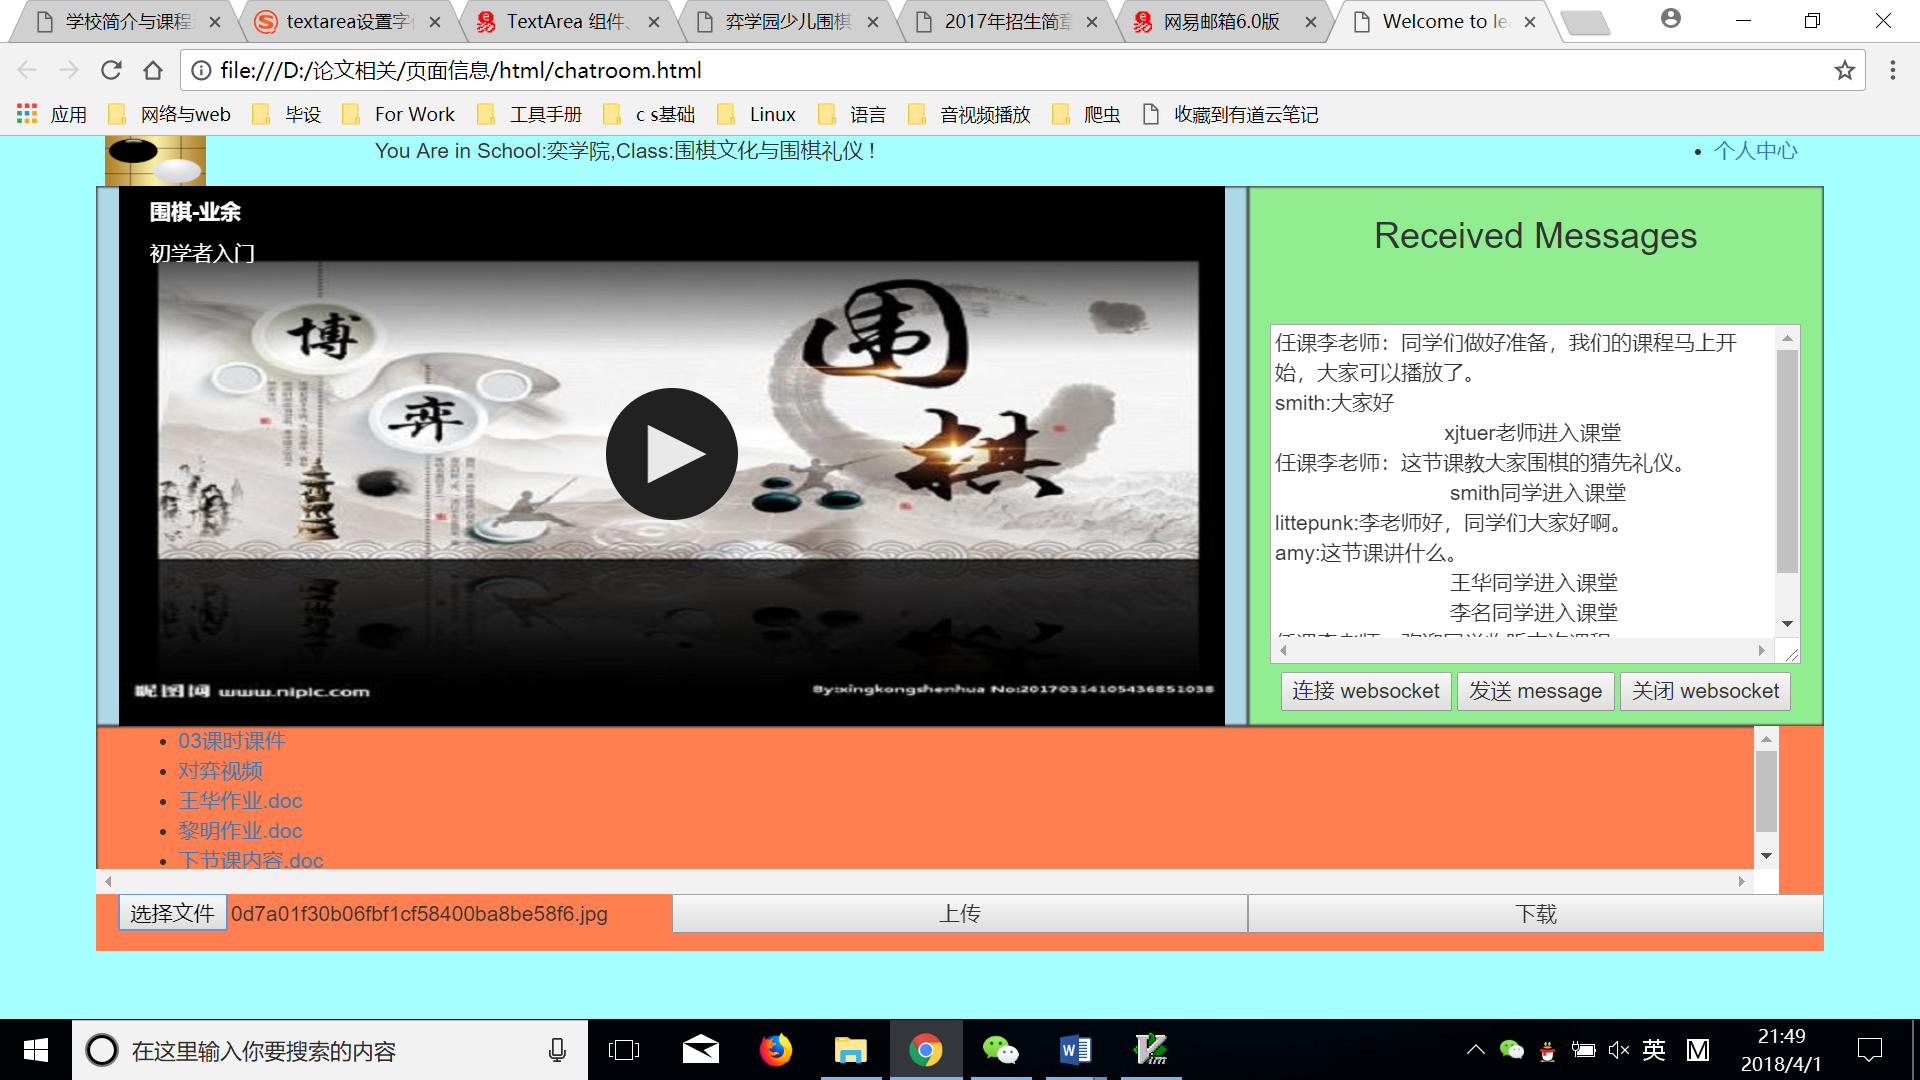 学校简介与课程
textarea设置字
TextArea 组件、
弈学园少儿围棋
2017年招生简章
网易邮箱6.0版
Welcome to le
file:///D:/论文相关/页面信息/html/chatroom.html
应用
网络与web
毕设
For Work
工具手册
c s基础
Linux
语言
音视频播放
爬虫
收藏到有道云笔记
You Are in School:奕学院,Class:围棋文化与围棋礼仪 !
个人中心
围棋-业余
初学者入门
博
弈
围
棋
昵图网 www.nipic.com
By:xingkongshenhua No:20170314105436851038
Received Messages
任课李老师：同学们做好准备，我们的课程马上开
始，大家可以播放了。
smith:大家好
xjtuer老师进入课堂
任课李老师：这节课教大家围棋的猜先礼仪。
smith同学进入课堂
littepunk:李老师好，同学们大家好啊。
amy:这节课讲什么。
王华同学进入课堂
李名同学进入课堂
连接 websocket
发送 message
关闭 websocket
03课时课件
对弈视频
王华作业.doc
黎明作业.doc
下节课内容.doc
选择文件 0d7a01f30b06fbf1cf58400ba8be58f6.jpg
上传
下载
在这里输入你要搜索的内容
英
M
21:49
2018/4/1